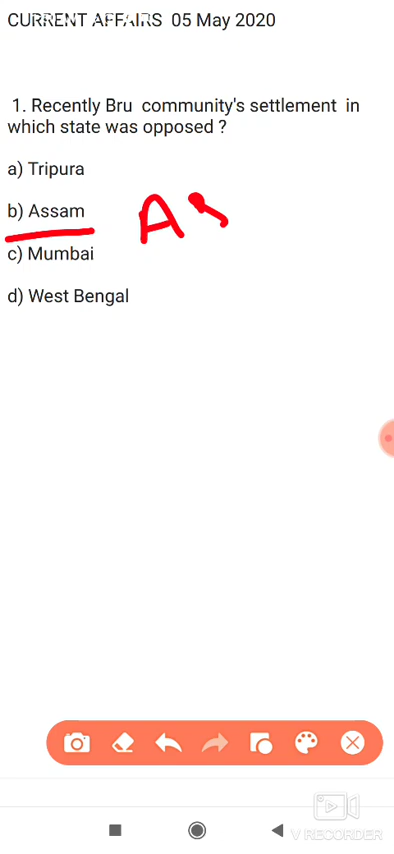 CURRENT AFFAIRS 05 May 2020
1. Recently Bru community's settlement in
which state was opposed ?
a) Tripura
b) Assam
As
c) Mumbai
d) West Bengal
V RECORDER